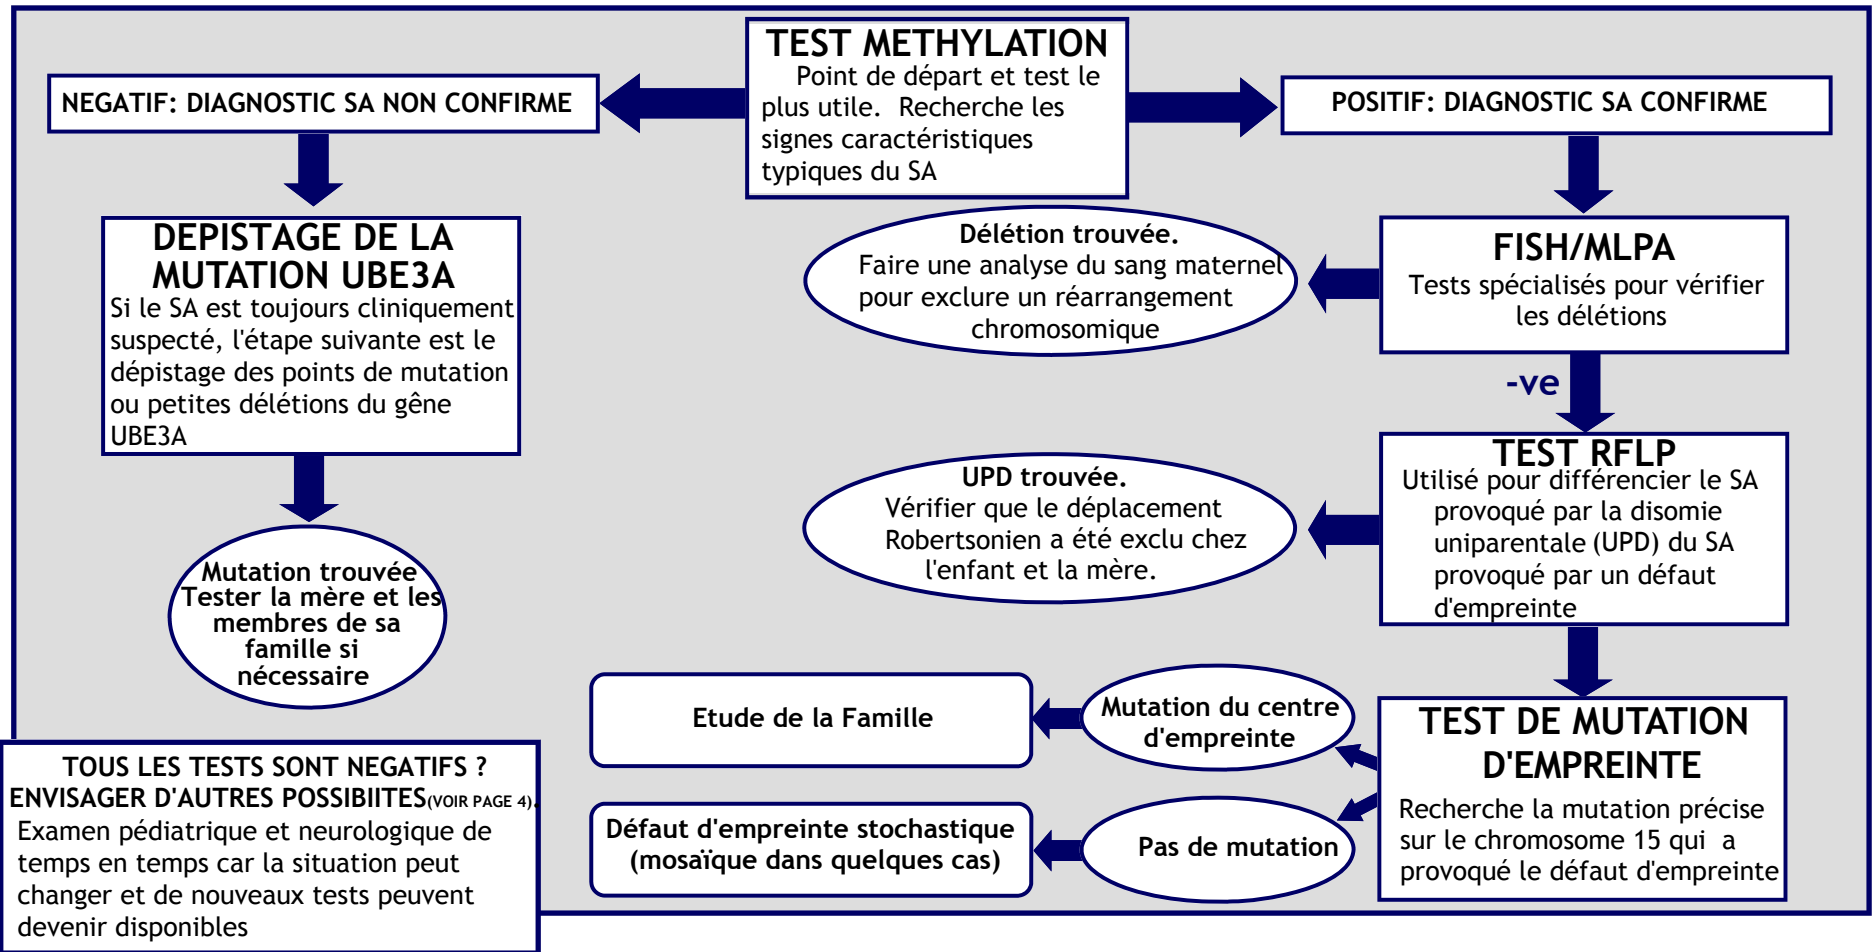 TEST METHYLATION
Point de départ et test le
plus utile. Recherche les
signes caractéristiques
typiques du SA
NEGATIF: DIAGNOSTIC SA NON CONFIRME
POSITIF: DIAGNOSTIC SA CONFIRME
DEPISTAGE DE LA
MUTATION UBE3A
Si le SA est toujours cliniquement
suspecté, l'étape suivante est le
dépistage des points de mutation
ou petites délétions du gêne
UBE3A
Mutation trouvée
Tester la mère et les
membres de sa
famille si
nécessaire
TOUS LES TESTS SONT NEGATIFS ?
ENVISAGER D'AUTRES POSSIBIITES(VOIR PAGE 4).
Examen pédiatrique et neurologique de
temps en temps car la situation peut
changer et de nouveaux tests peuvent
devenir disponibles
FISH/MLPA
Tests spécialisés pour vérifier
les délétions
Délétion trouvée.
Faire une analyse du sang maternel
pour exclure un réarrangement
chromosomique
-ve
TEST RFLP
Utilisé pour différencier le SA
provoqué par la disomie
uniparentale (UPD) du SA
provoqué par un défaut
d'empreinte
UPD trouvée.
Vérifier que le déplacement
Robertsonien a été exclu chez
l'enfant et la mère.
TEST DE MUTATION
D'EMPREINTE
Recherche la mutation précise
sur le chromosome 15 qui a
provoqué le défaut d'empreinte
Mutation du centre
d'empreinte
Etude de la Famille
Pas de mutation
Défaut d'empreinte stochastique
(mosaïque dans quelques cas)